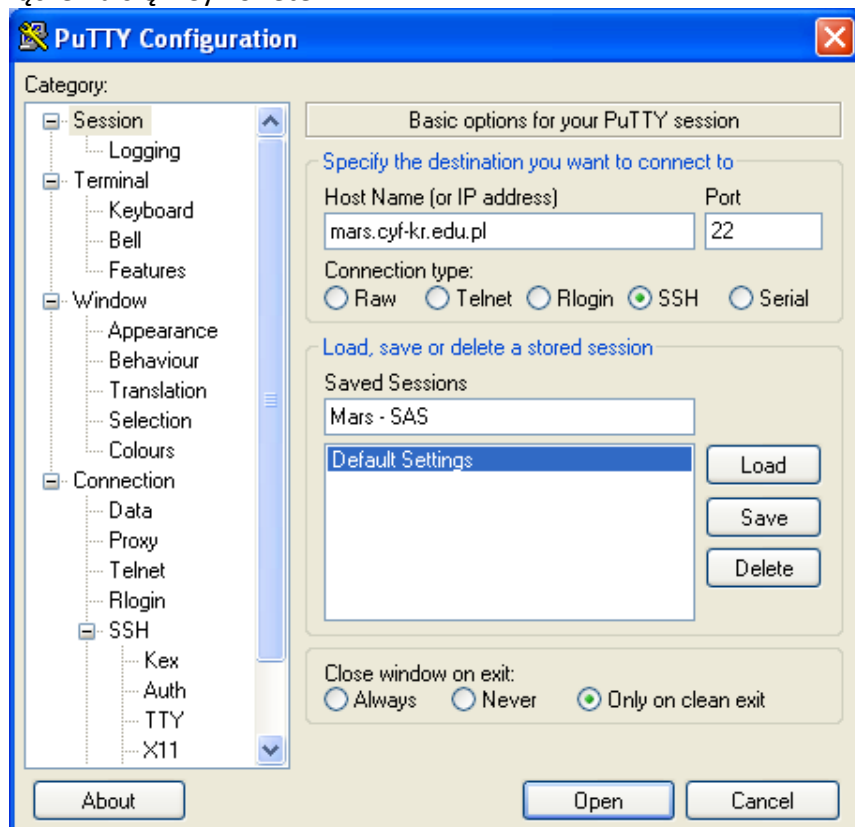 PuTTY Configuration
Category:
Session
Logging
Terminal
Keyboard
Bell
Features
Window
Appearance
Behaviour
Translation
Selection
Colours
Connection
Data
Proxy
Telnet
Rlogin
SSH
Kex
Auth
TTY
X11
Basic options for your PuTTY session
Specify the destination you want to connect to
Host Name (or IP address) Port
mars.cyf-kr.edu.pl 22
Connection type:
Raw Telnet Rlogin SSH Serial
Load, save or delete a stored session
Saved Sessions
Mars - SAS
Default Settings
Load
Save
Delete
Close window on exit:
Always Never Only on clean exit
About Open Cancel